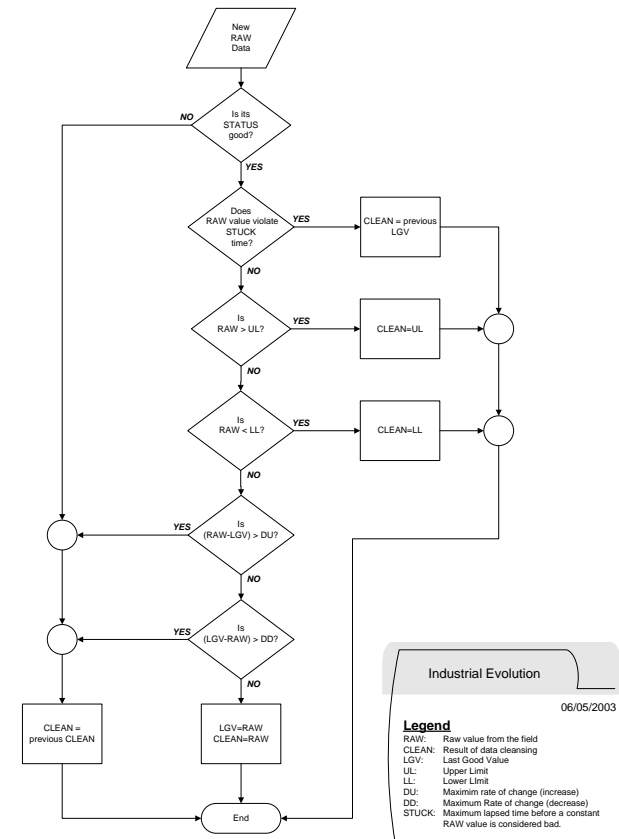 New
RAW
Data
Is its
STATUS
good?
NO
YES
Does
RAW value violate
STUCK
time?
YES
CLEAN = previous
LGV
NO
Is
RAW > UL?
YES
CLEAN=UL
NO
Is
RAW < LL?
YES
CLEAN=LL
NO
Is
(RAW-LGV) > DU?
YES
NO
Is
(LGV-RAW) > DD?
YES
NO
CLEAN =
previous CLEAN
LGV=RAW
CLEAN=RAW
End
Industrial Evolution
06/05/2003
Legend
RAW: Raw value from the field
CLEAN: Result of data cleansing
LGV: Last Good Value
UL: Upper Limit
LL: Lower LImit
DU: Maximim rate of change (increase)
DD: Maximum Rate of change (decrease)
STUCK: Maximum lapsed time before a constant
RAW value is considered bad.